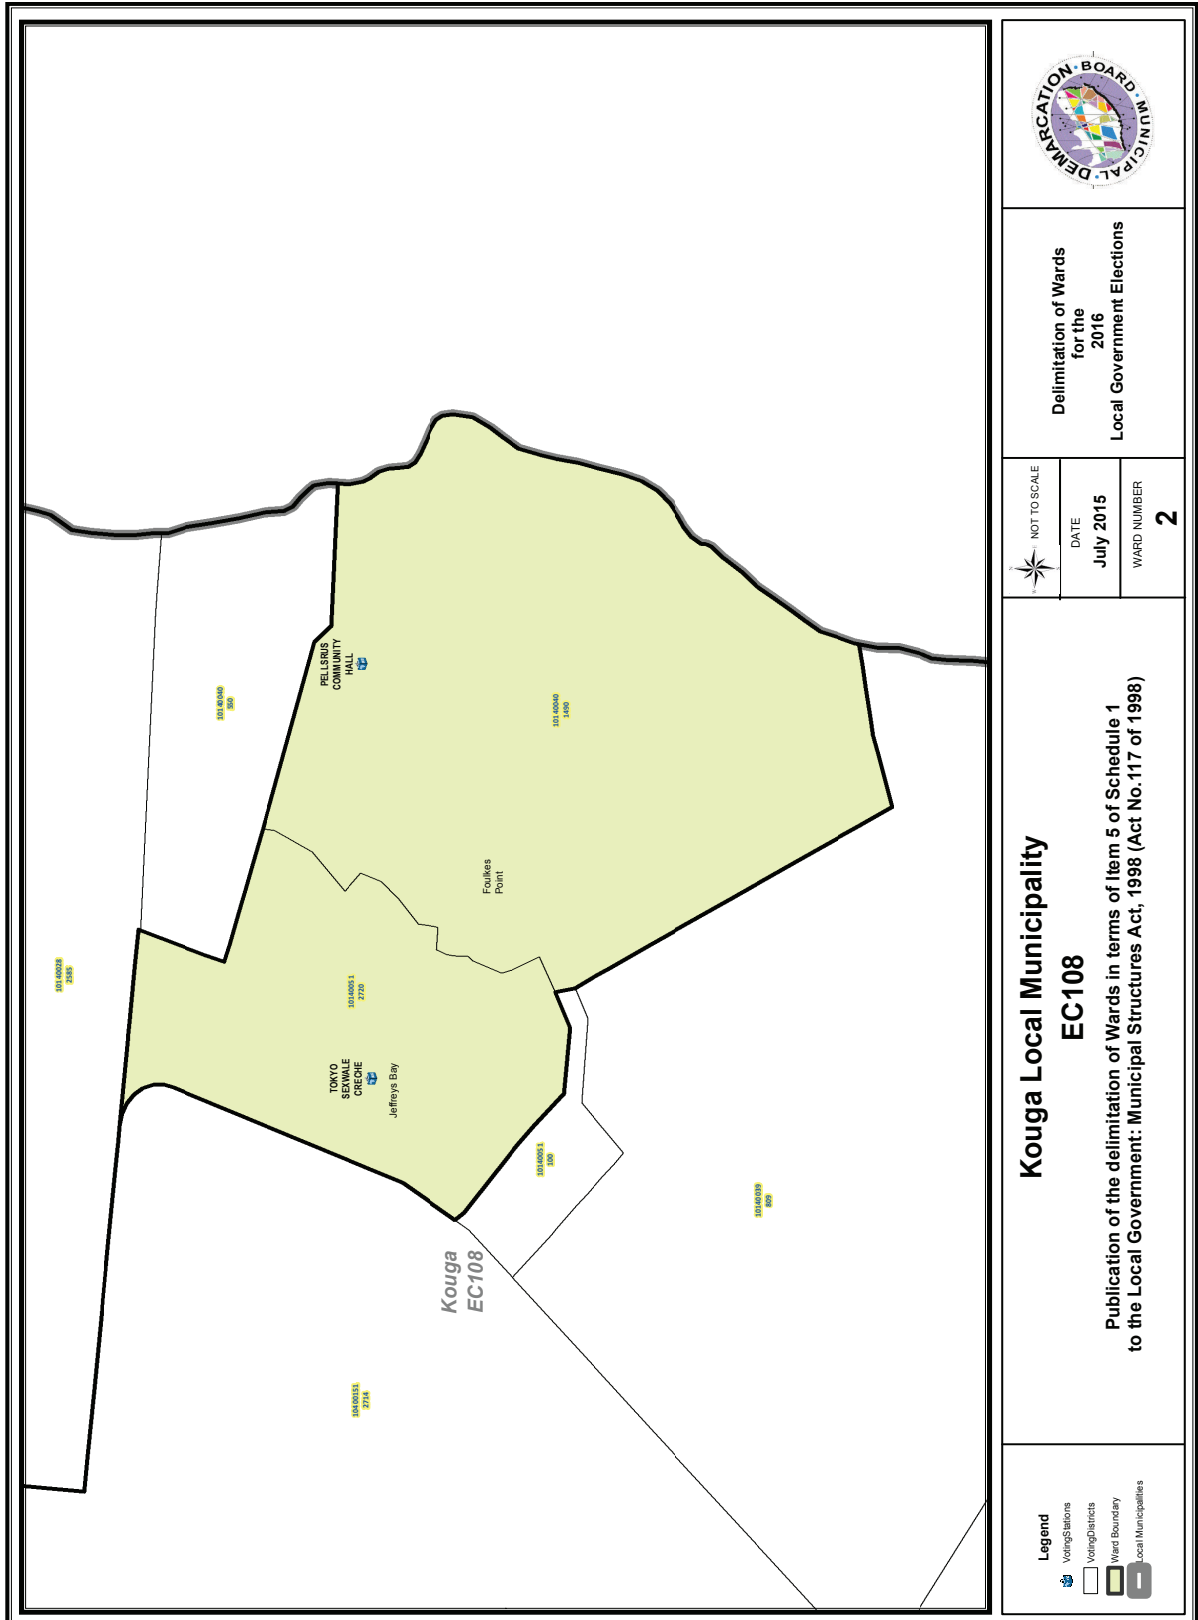 10140028
2585
10140040
550
PELLSRUS
COMMUNITY
HALL
10140040
1490
Foulkes
Point
10140051
2720
TOKYO
SEXWALE
CRECHE
Jeffreys Bay
10140051
100
10140039
809
Kouga
EC108
10400151
2714
Legend
VotingStations
VotingDistricts
Ward Boundary
Local Municipalities
Kouga Local Municipality
EC108
Publication of the delimitation of Wards in terms of Item 5 of Schedule 1
to the Local Government: Municipal Structures Act, 1998 (Act No.117 of 1998)
NOT TO SCALE
DATE
July 2015
WARD NUMBER
2
Delimitation of Wards
for the
2016
Local Government Elections
MUNICIPAL · DEMARCATION · BOARD ·